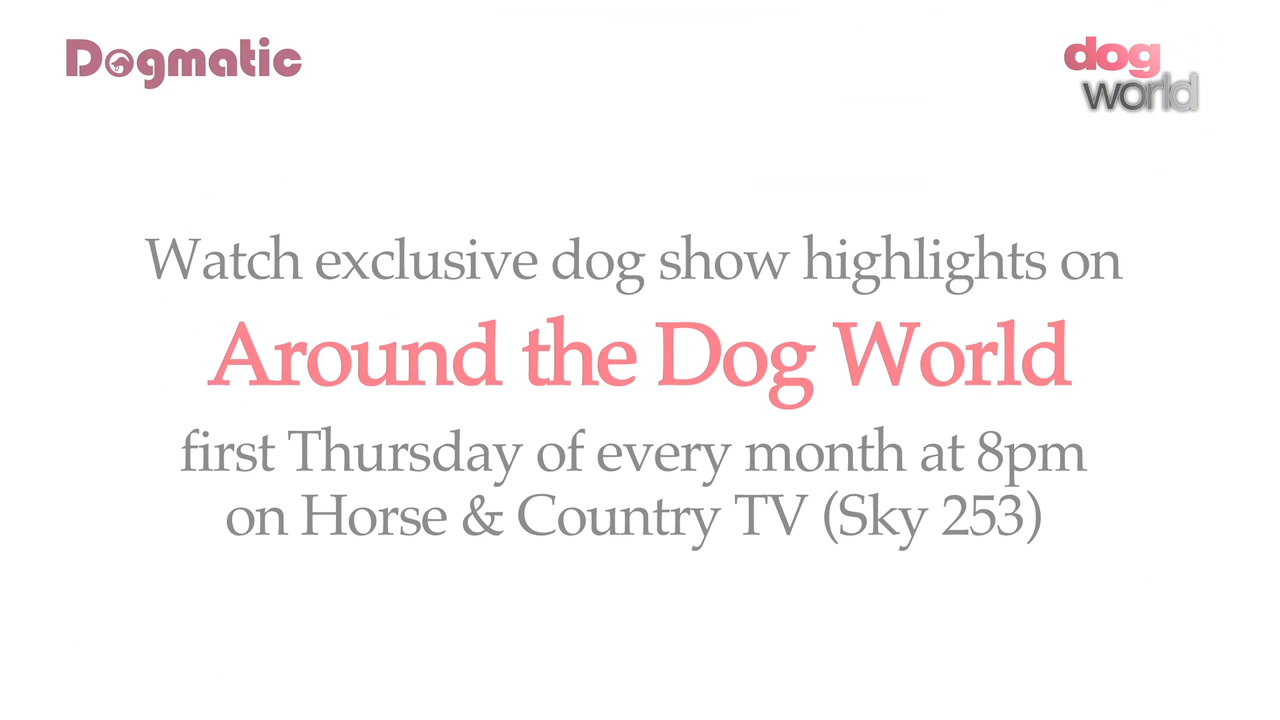 Dogmatic
dog
world
Watch exclusive dog show highlights on
Around the Dog World
first Thursday of every month at 8pm
on Horse & Country TV (Sky 253)